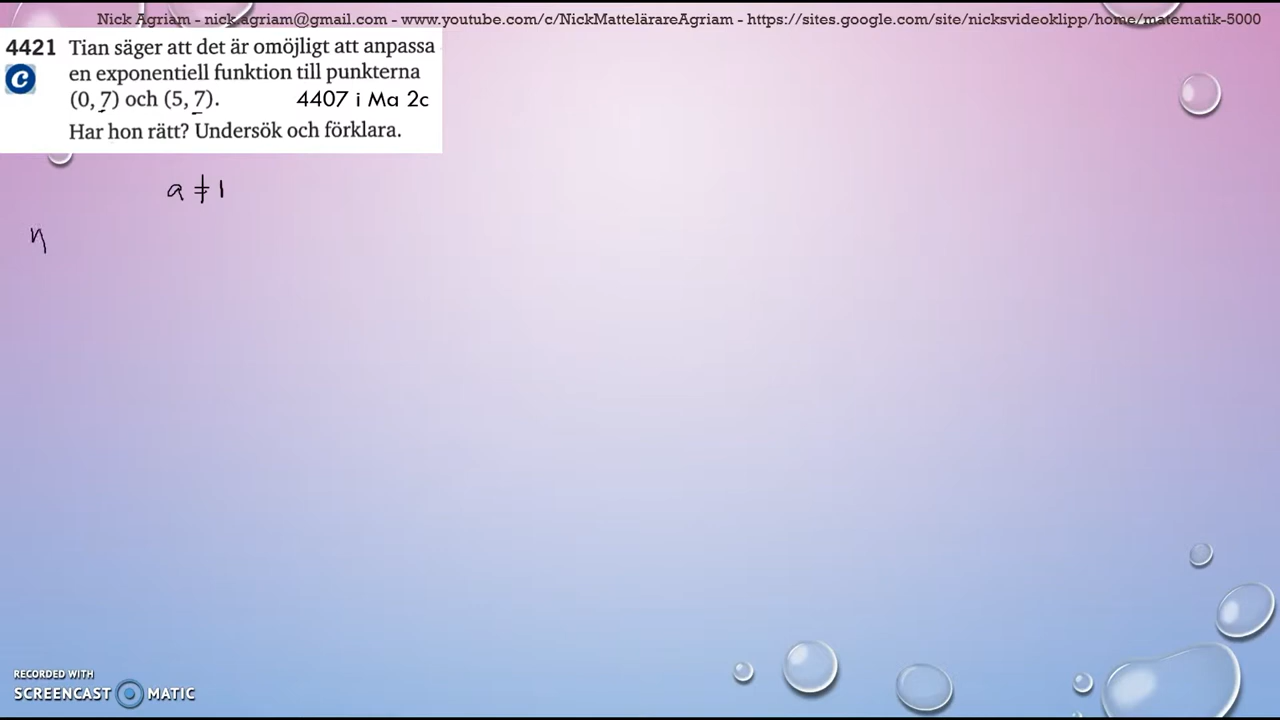 Nick Agriam - nick.agriam@gmail.com - www.youtube.com/c/NickMattelärareAgriam - https://sites.google.com/site/nicksvideoklipp/home/matematik-5000
4421 Tian säger att det är omöjligt att anpassa
C en exponentiell funktion till punkterna
(0, 7) och (5, 7). 4407 i Ma 2c
Har hon rätt? Undersök och förklara.
a ≠ 1
RECORDED WITH
SCREENCAST MATIC